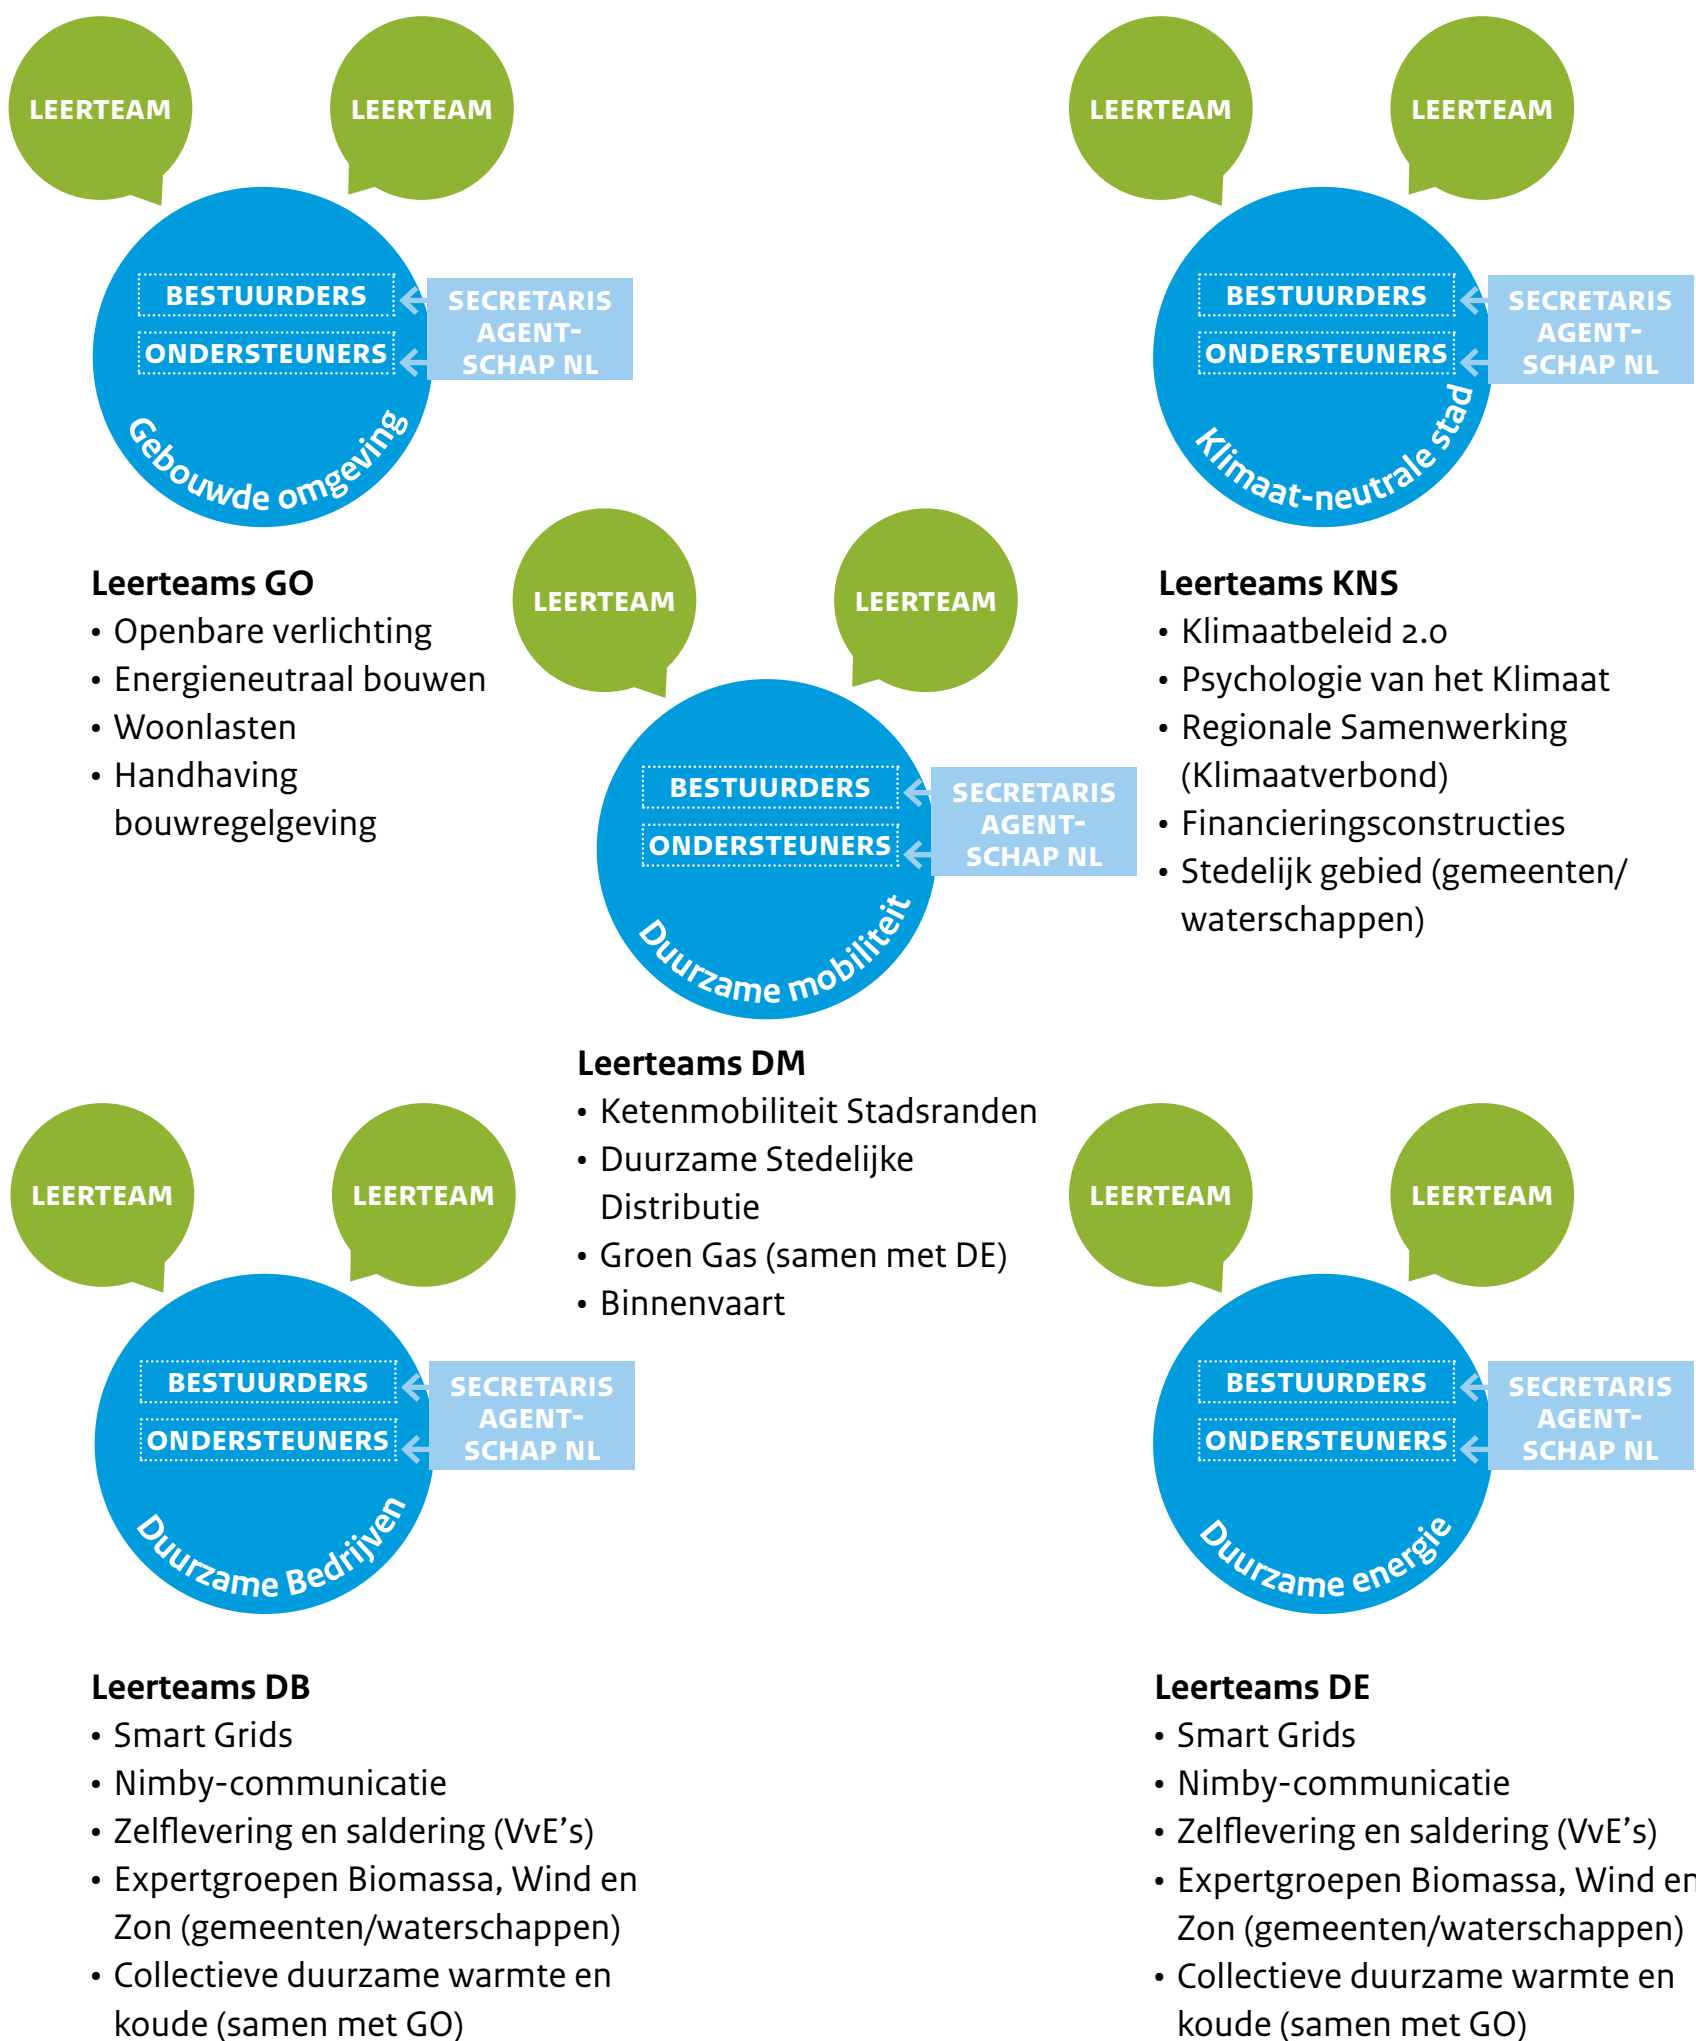 LEERTEAM
LEERTEAM
BESTUURDERS
ONDERSTEUNERS
SECRETARIS
AGENT-
SCHAP NL
Gebouwde omgeving
Leerteams GO
• Openbare verlichting
• Energieneutraal bouwen
• Woonlasten
• Handhaving
bouwregelgeving
LEERTEAM
LEERTEAM
BESTUURDERS
ONDERSTEUNERS
SECRETARIS
AGENT-
SCHAP NL
Klimaat-neutrale stad
Leerteams KNS
• Klimaatbeleid 2.0
• Psychologie van het Klimaat
• Regionale Samenwerking
(Klimaatverbond)
• Financieringsconstructies
• Stedelijk gebied (gemeenten/
waterschappen)
LEERTEAM
LEERTEAM
BESTUURDERS
ONDERSTEUNERS
SECRETARIS
AGENT-
SCHAP NL
Duurzame mobiliteit
Leerteams DM
• Ketenmobiliteit Stadsranden
• Duurzame Stedelijke
Distributie
• Groen Gas (samen met DE)
• Binnenvaart
LEERTEAM
LEERTEAM
BESTUURDERS
ONDERSTEUNERS
SECRETARIS
AGENT-
SCHAP NL
Duurzame Bedrijven
Leerteams DB
• Smart Grids
• Nimby-communicatie
• Zelflevering en saldering (VvE’s)
• Expertgroepen Biomassa, Wind en
Zon (gemeenten/waterschappen)
• Collectieve duurzame warmte en
koude (samen met GO)
LEERTEAM
LEERTEAM
BESTUURDERS
ONDERSTEUNERS
SECRETARIS
AGENT-
SCHAP NL
Duurzame energie
Leerteams DE
• Smart Grids
• Nimby-communicatie
• Zelflevering en saldering (VvE’s)
• Expertgroepen Biomassa, Wind en
Zon (gemeenten/waterschappen)
• Collectieve duurzame warmte en
koude (samen met GO)